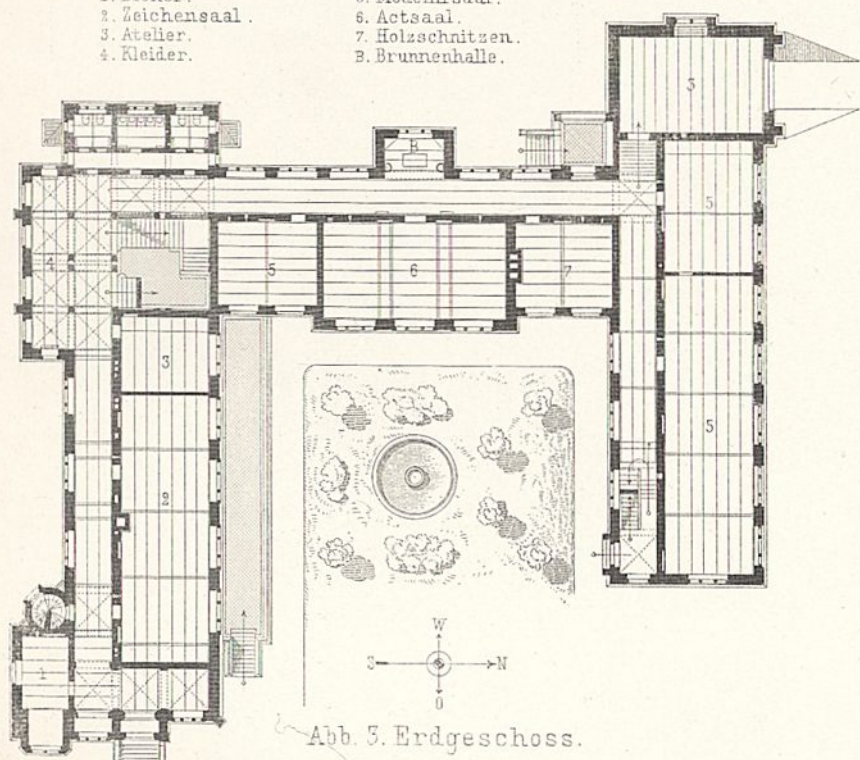 2. Zeichensaal.
3. Atelier.
4. Kleider.
6. Actsaal.
7. Holzschnitzen.
B. Brunnenhalle.
3
B
5
4
5
6
7
3
5
2
1
W
S N
O
Abb. 3. Erdgeschoss.